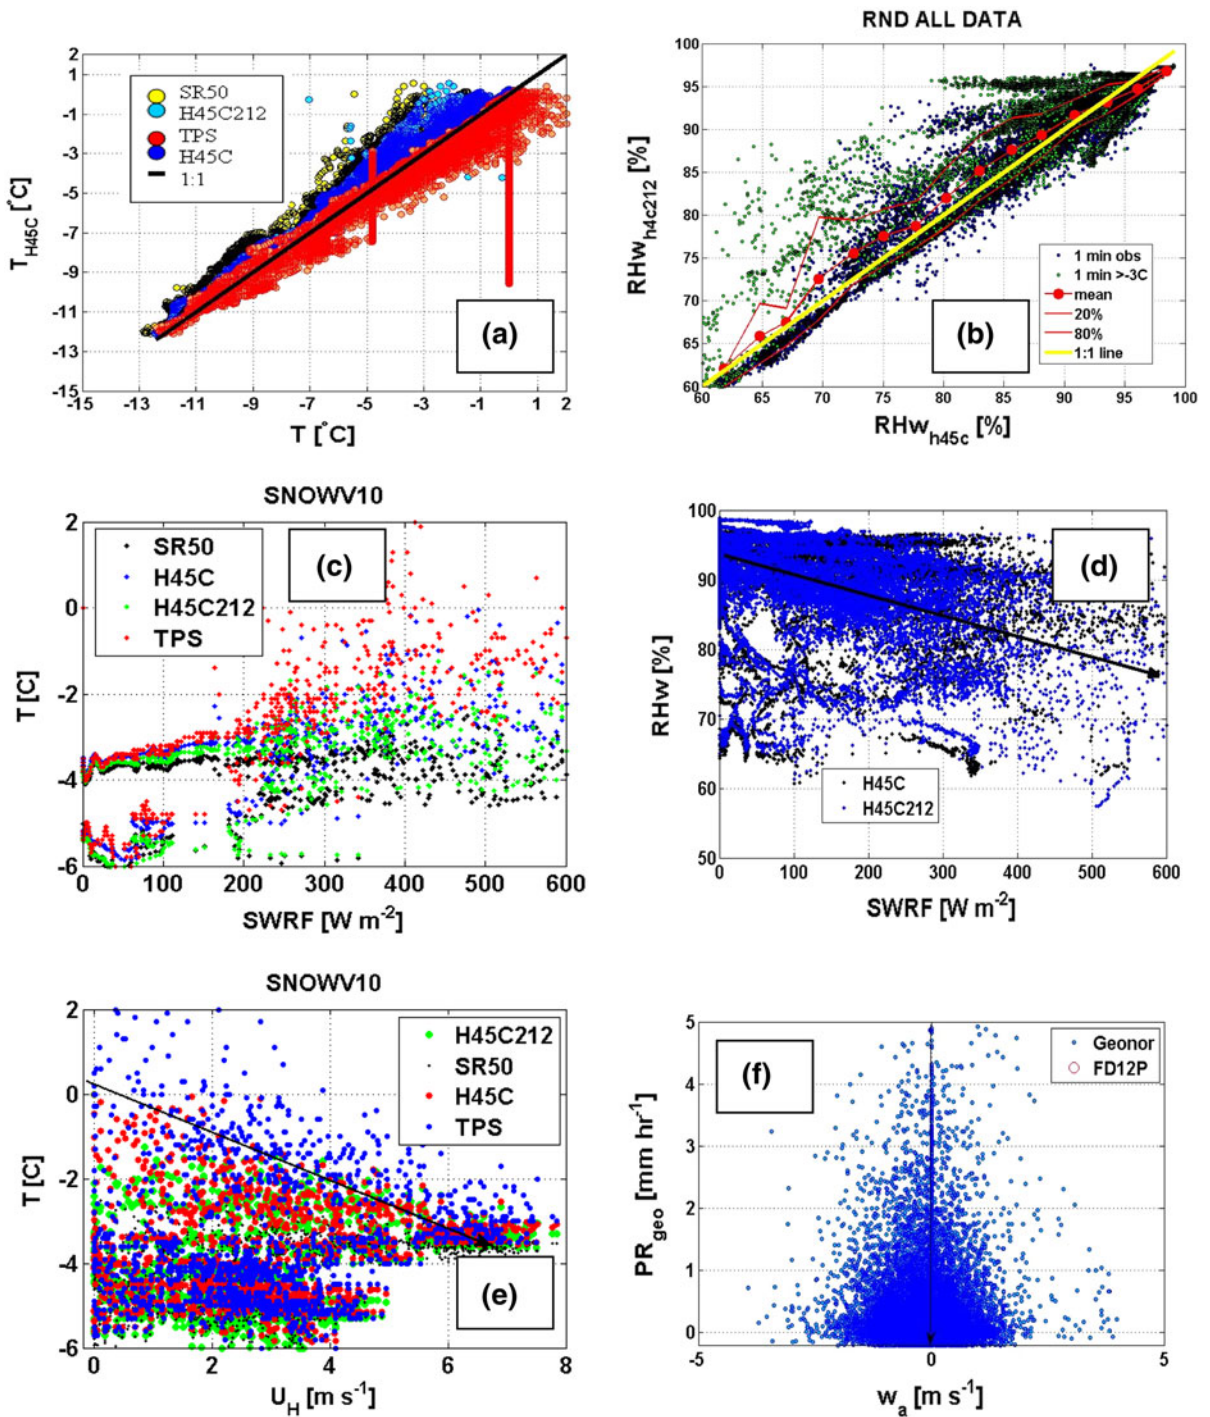 RND ALL DATA
2
1
-1
-3
-5
-7
-9
-11
-13
-15
T_H45C [°C]
SR50
H45C212
TPS
H45C
1:1
(a)
-15 -13 -11 -9 -7 -5 -3 -1 1 2
T [°C]
100
95
90
85
80
75
70
65
60
RHw_h4c212 [%]
1 min obs
1 min >-3C
mean
20%
80%
1:1 line
(b)
60 65 70 75 80 85 90 95 100
RHw_h45c [%]
SNOWV10
2
0
-2
-4
-6
T [C]
SR50
H45C
H45C212
TPS
(c)
0 100 200 300 400 500 600
SWRF [W m⁻²]
100
90
80
70
60
50
RHw [%]
(d)
H45C
H45C212
0 100 200 300 400 500 600
SWRF [W m⁻²]
SNOWV10
2
0
-2
-4
-6
T [C]
H45C212
SR50
H45C
TPS
(e)
0 2 4 6 8
U_H [m s⁻¹]
5
4
3
2
1
0
PR_geo [mm hr⁻¹]
(f)
Geonor
FD12P
-5 0 5
w_a [m s⁻¹]